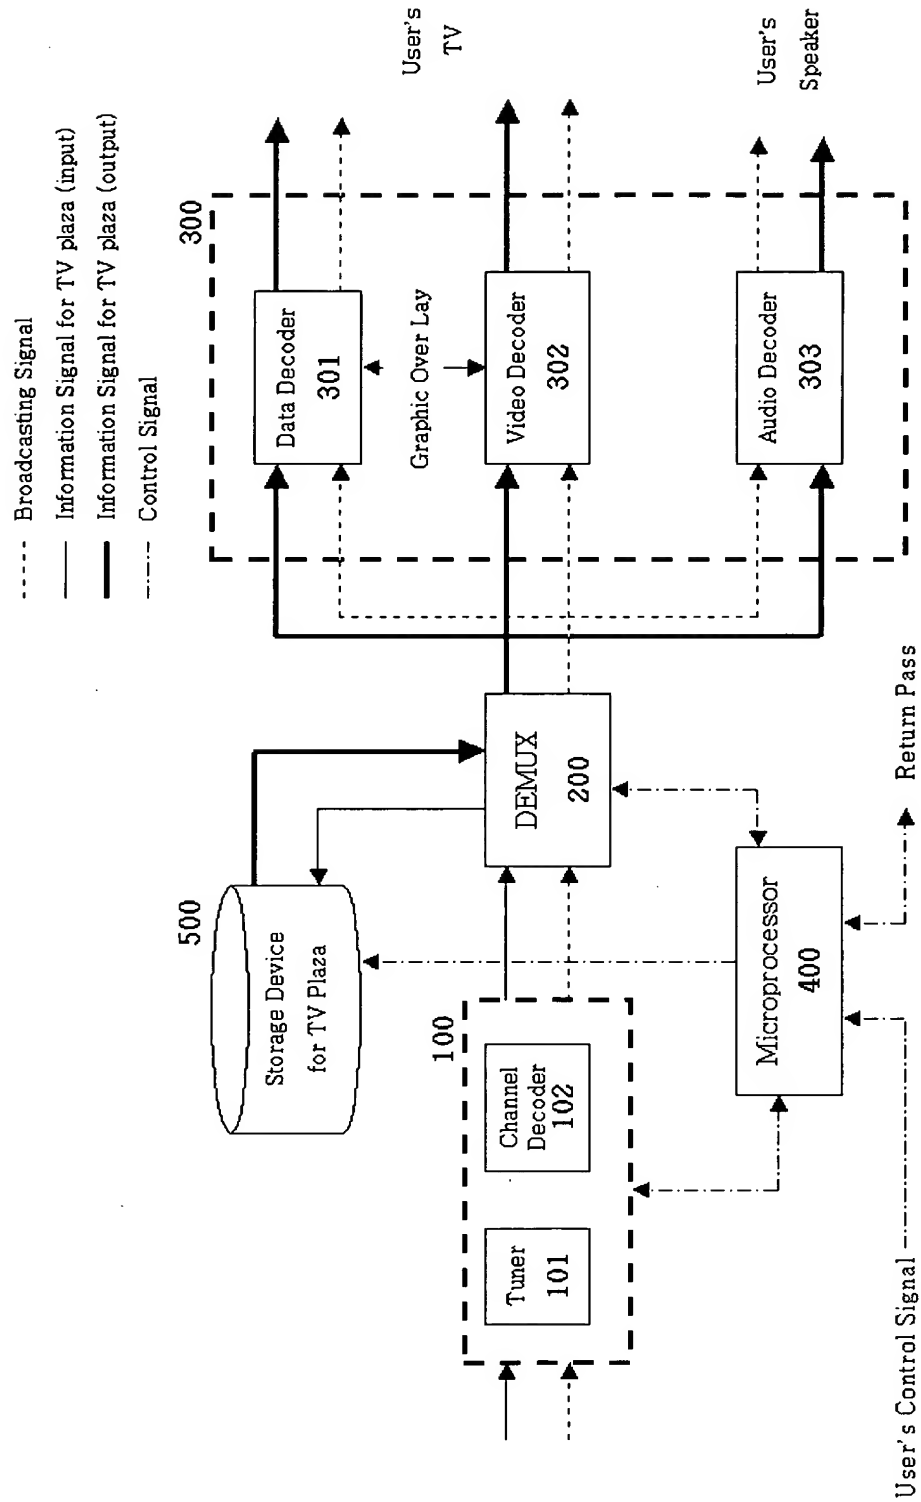 Broadcasting Signal
Information Signal for TV plaza (input)
Information Signal for TV plaza (output)
Control Signal
500
Storage Device
for TV Plaza
100
Tuner
101
Channel
Decoder
102
DEMUX
200
Microprocessor
400
User's Control Signal
Return Pass
300
Data Decoder
301
Graphic Over Lay
Video Decoder
302
Audio Decoder
303
User's
TV
User's
Speaker